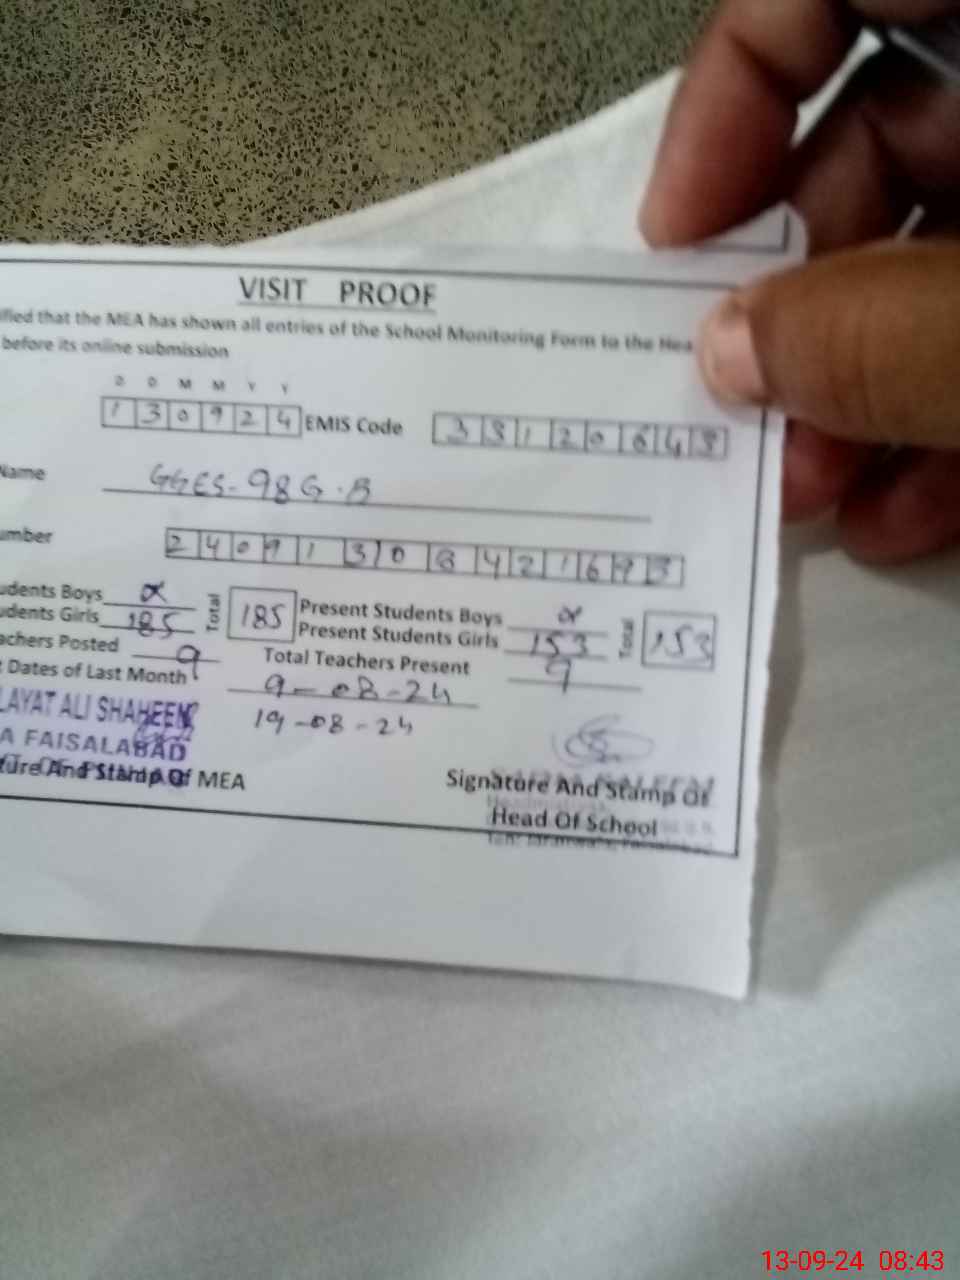 VISIT PROOF
ified that the MEA has shown all entries of the School Monitoring Form to the Hea
before its online submission
D D M M Y Y
1 3 0 9 2 4 EMIS Code 3 3 1 2 0 6 4 3
Name GGES-98 G.B
umber 2 4 0 9 1 3 0 8 4 2 1 6 9 3
udents Boys Present Students Boys
udents Girls 185 Total 185 Present Students Girls 153 Total 153
achers Posted 9 Total Teachers Present 9
t Dates of Last Month 9-08-24
19-08-24
LAYAT ALI SHAHEEN
A FAISALABAD
ture And Stamp Of MEA
Signature And Stamp Of
Head Of School
13-09-24 08:43